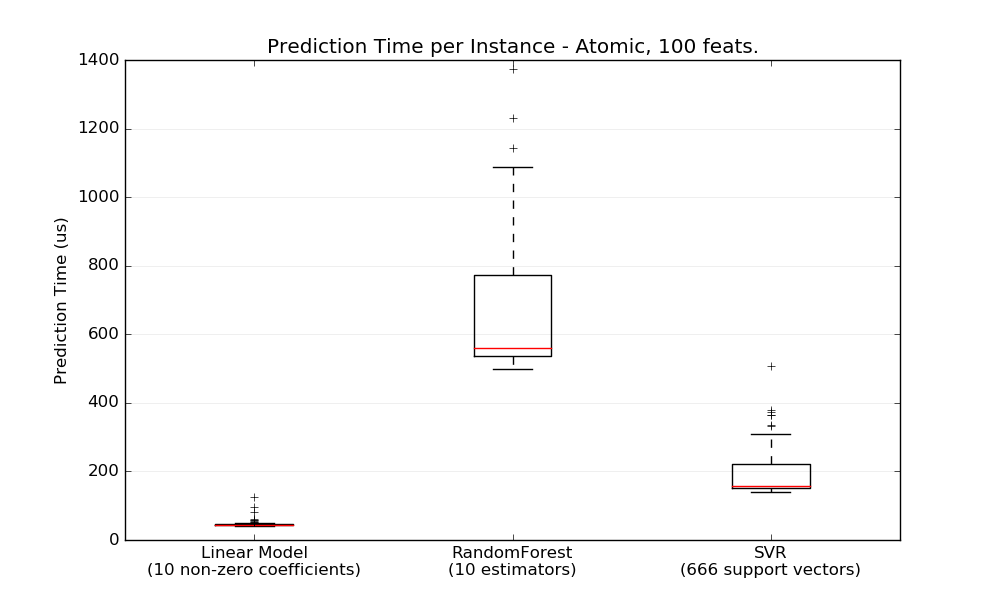 Prediction Time per Instance - Atomic, 100 feats.
1400
1200
1000
800
600
400
200
0
Prediction Time (us)
Linear Model
(10 non-zero coefficients)
RandomForest
(10 estimators)
SVR
(666 support vectors)